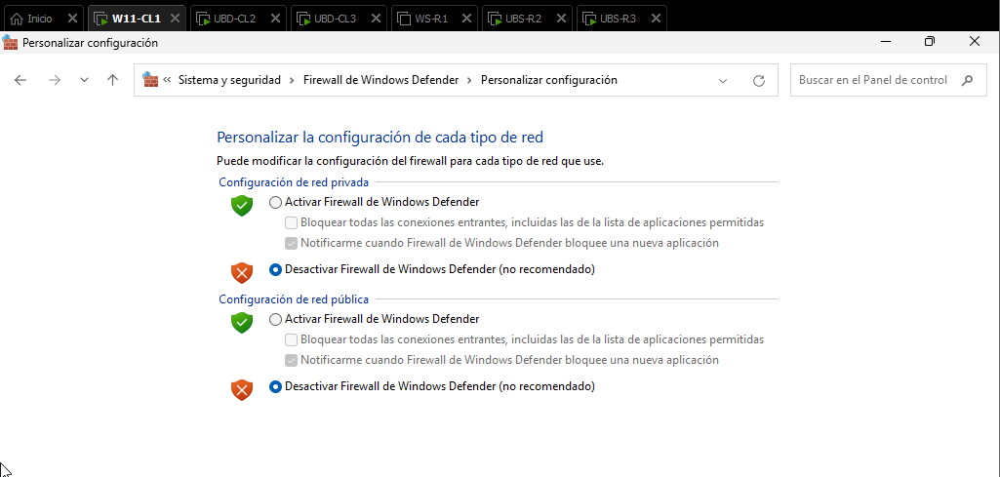 Inicio W11-CL1 UBD-CL2 UBD-CL3 WS-R1 UBS-R2 UBS-R3
Personalizar configuración
« Sistema y seguridad > Firewall de Windows Defender > Personalizar configuración
Buscar en el Panel de control
Personalizar la configuración de cada tipo de red
Puede modificar la configuración del firewall para cada tipo de red que use.
Configuración de red privada
Activar Firewall de Windows Defender
Bloquear todas las conexiones entrantes, incluidas las de la lista de aplicaciones permitidas
Notificarme cuando Firewall de Windows Defender bloquee una nueva aplicación
Desactivar Firewall de Windows Defender (no recomendado)
Configuración de red pública
Activar Firewall de Windows Defender
Bloquear todas las conexiones entrantes, incluidas las de la lista de aplicaciones permitidas
Notificarme cuando Firewall de Windows Defender bloquee una nueva aplicación
Desactivar Firewall de Windows Defender (no recomendado)